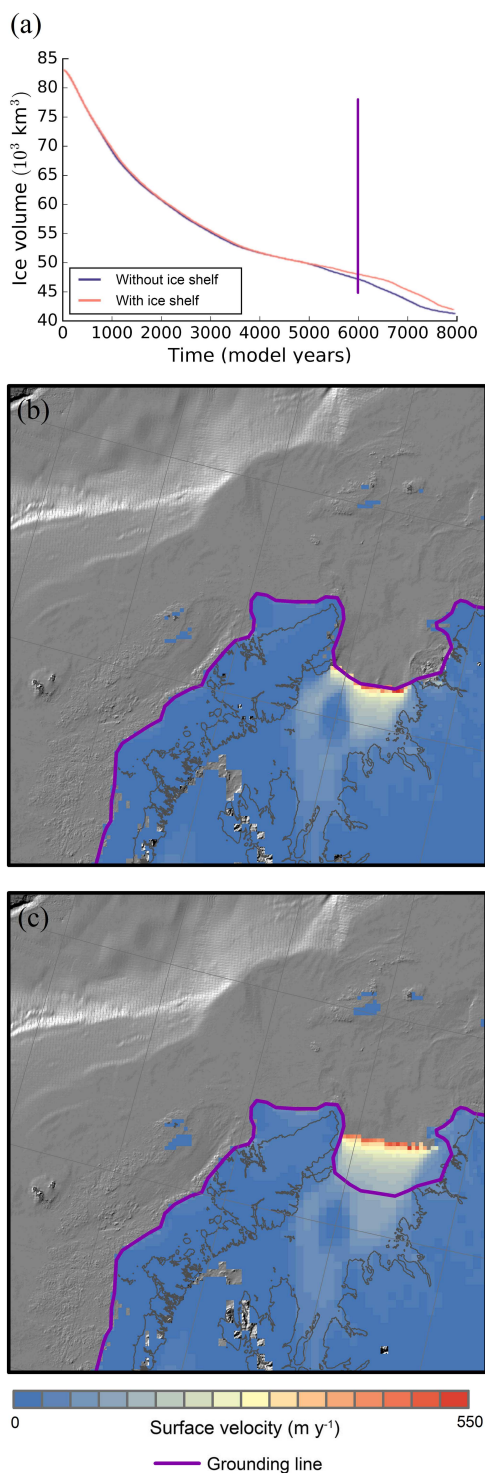 (a)
85
80
75
70
65
60
55
50
45
40
Ice volume (10³ km³)
Without ice shelf
With ice shelf
0 1000 2000 3000 4000 5000 6000 7000 8000
Time (model years)
(b)
(c)
0 550
Surface velocity (m y⁻¹)
Grounding line